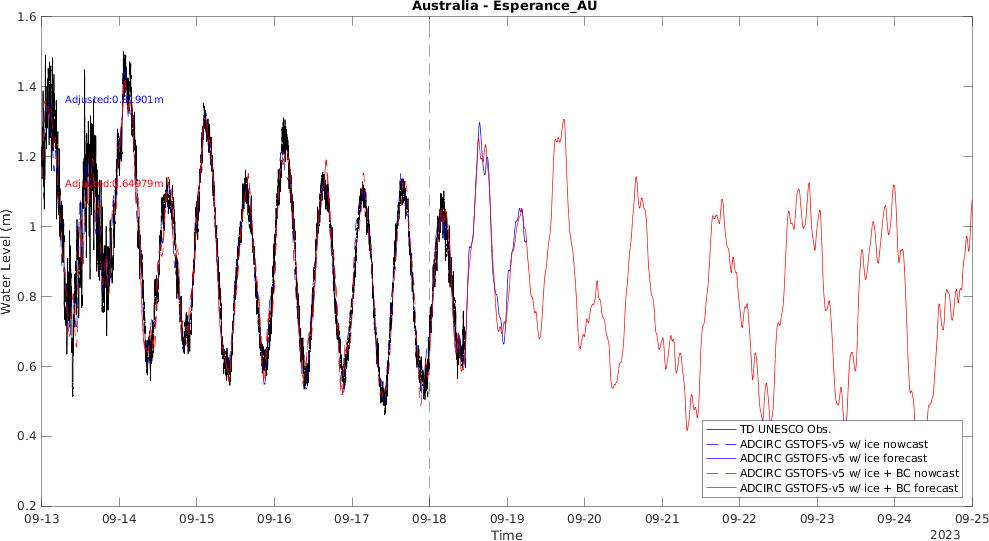 Australia - Esperance_AU
1.6
1.4
1.2
1
0.8
0.6
0.4
0.2
Water Level (m)
Adjusted:0.64979m
TD UNESCO Obs.
ADCIRC GSTOFS-v5 w/ ice nowcast
ADCIRC GSTOFS-v5 w/ ice forecast
ADCIRC GSTOFS-v5 w/ ice + BC nowcast
ADCIRC GSTOFS-v5 w/ ice + BC forecast
09-13 09-14 09-15 09-16 09-17 09-18 09-19 09-20 09-21 09-22 09-23 09-24 09-25
Time
2023